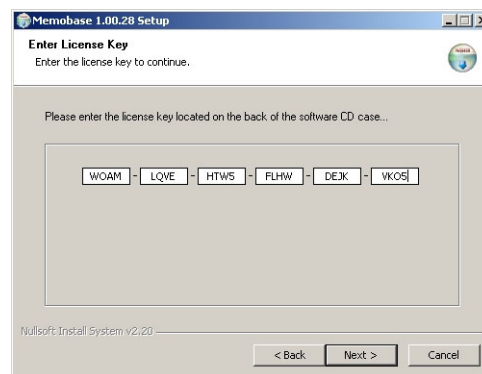 Memobase 1.00.28 Setup
Enter License Key
Enter the license key to continue.
Please enter the license key located on the back of the software CD case...
WOAM - LQVE - HTW5 - FLHW - DEJK - VKO5
Nullsoft Install System v2.20
< Back Next > Cancel